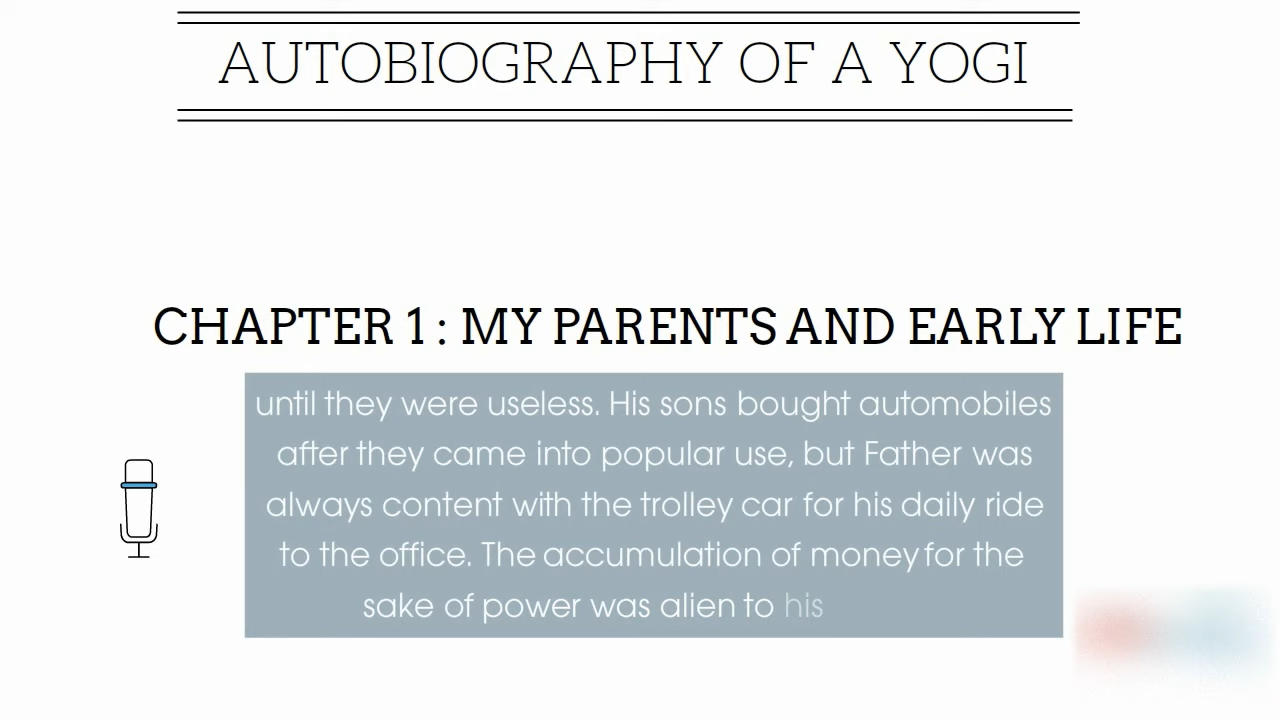 AUTOBIOGRAPHY OF A YOGI
CHAPTER 1 : MY PARENTS AND EARLY LIFE
until they were useless. His sons bought automobiles
after they came into popular use, but Father was
always content with the trolley car for his daily ride
to the office. The accumulation of money for the
sake of power was alien to his